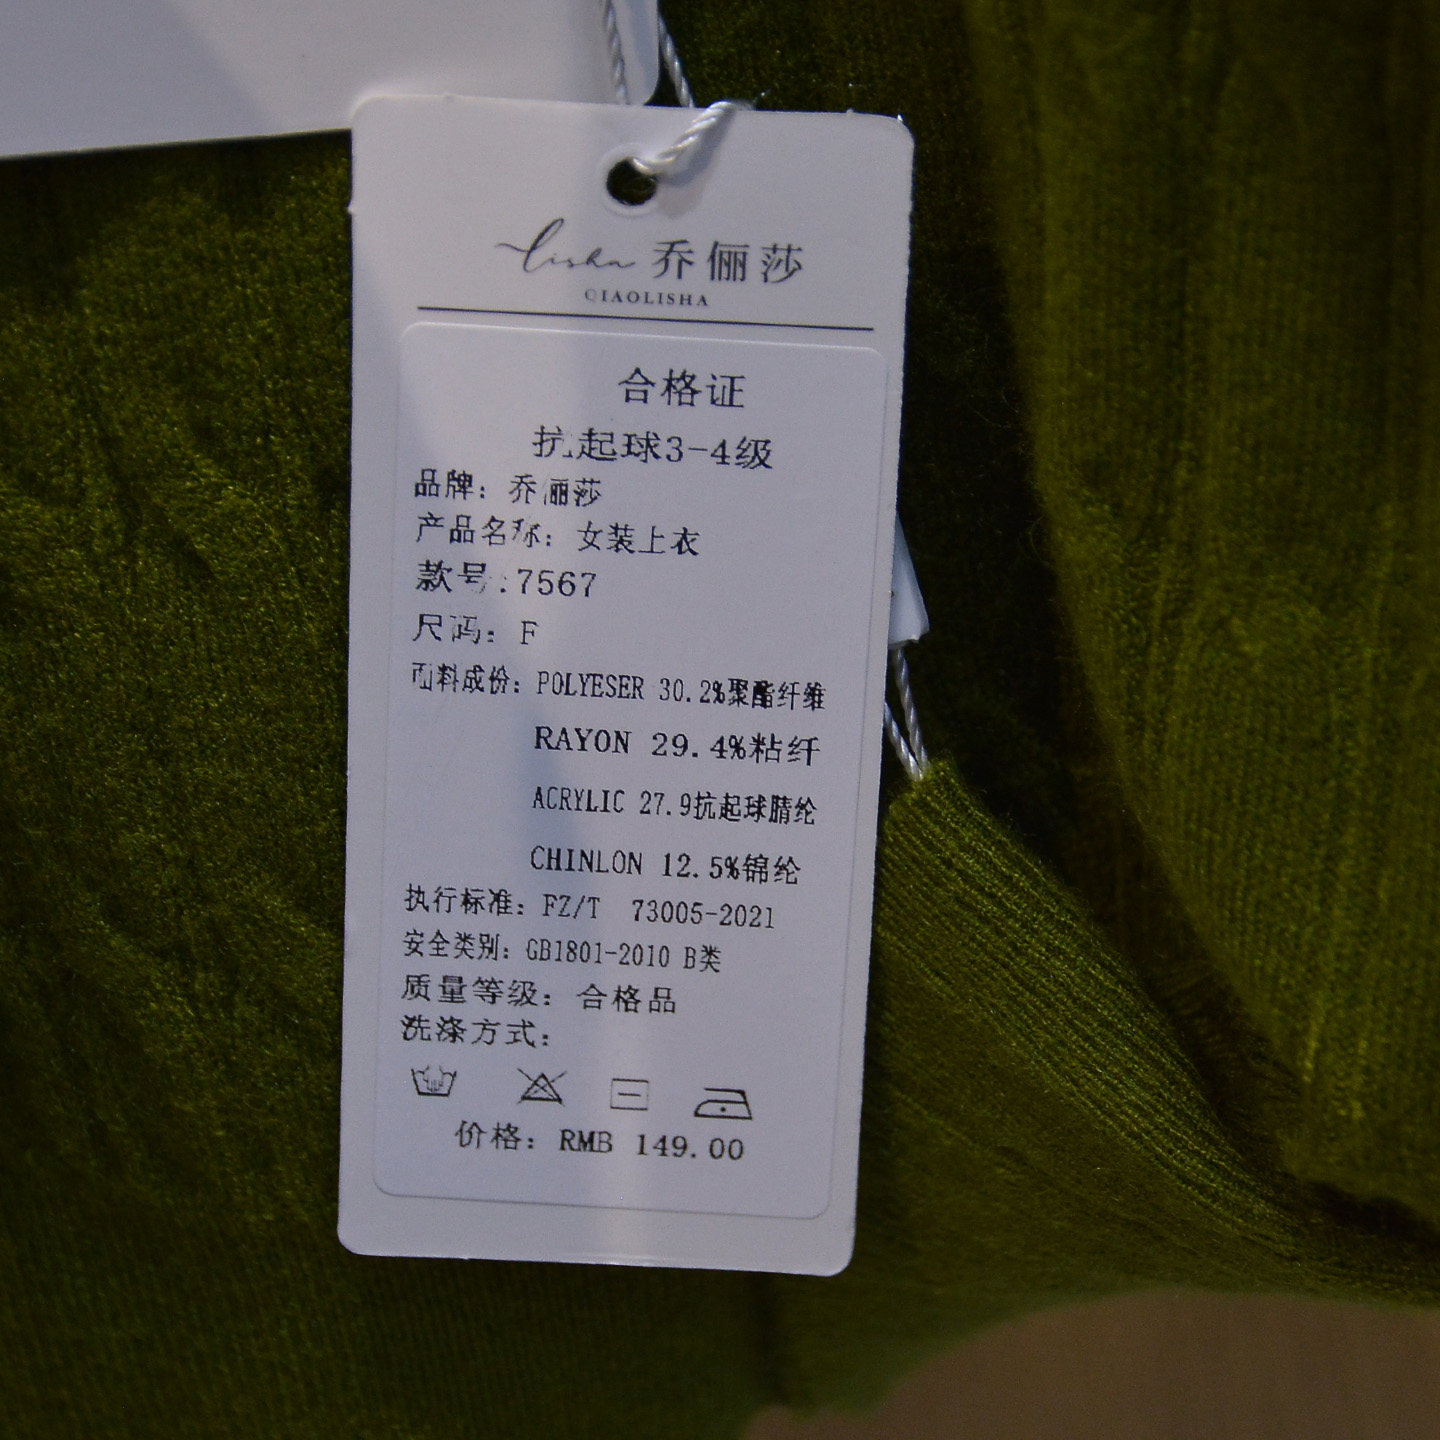 lisha 乔俪莎
QIAOLISHA
合格证
抗起球3-4级
品牌：乔俪莎
产品名称：女装上衣
款号:7567
尺码：F
面料成份：POLYESER 30.2%聚酯纤维
RAYON 29.4%粘纤
ACRYLIC 27.9抗起球腈纶
CHINLON 12.5%锦纶
执行标准：FZ/T 73005-2021
安全类别：GB1801-2010 B类
质量等级：合格品
洗涤方式：
价格：RMB 149.00